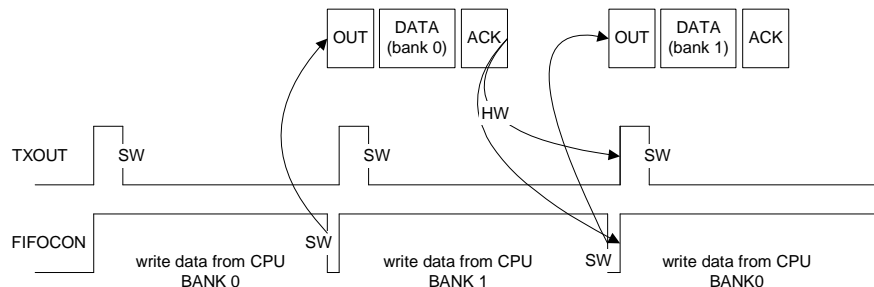 OUT DATA (bank 0) ACK OUT DATA (bank 1) ACK
HW
TXOUT SW SW SW
FIFOCON SW SW
write data from CPU BANK 0
write data from CPU BANK 1
write data from CPU BANK0